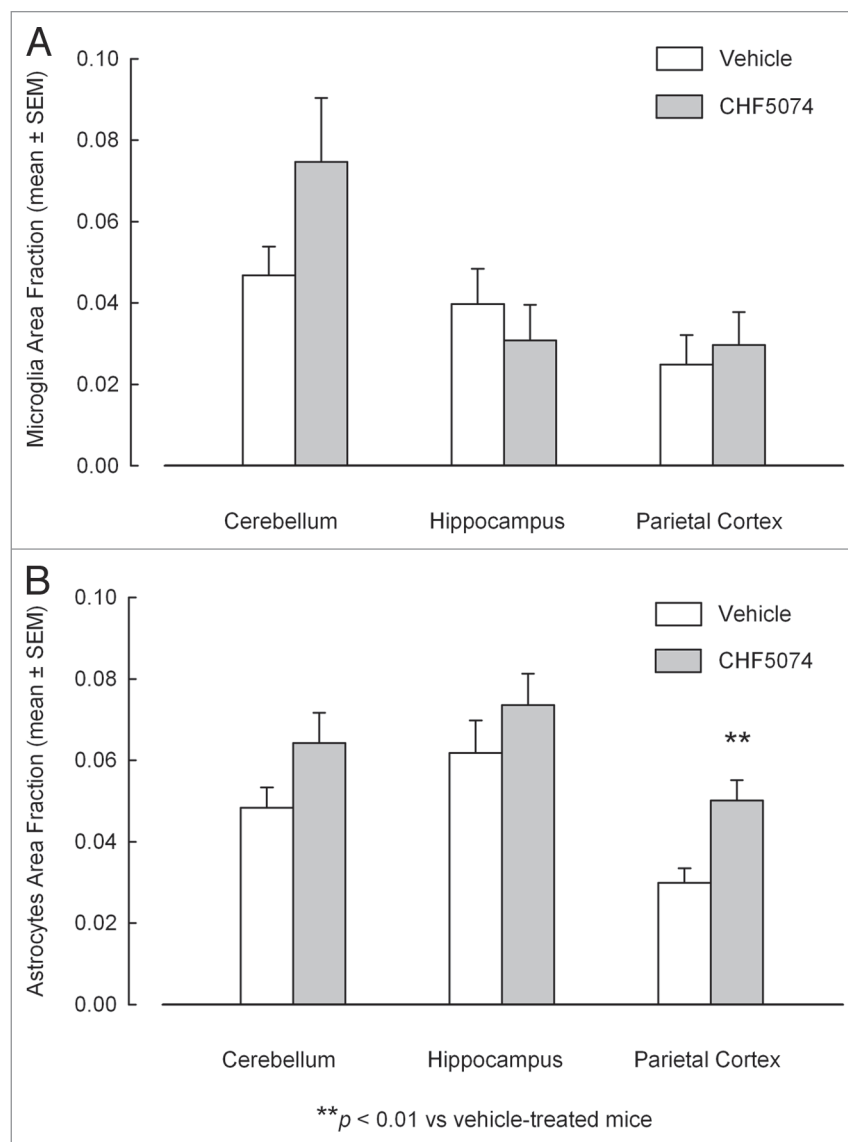 A
Microglia Area Fraction (mean ± SEM)
0.10
0.08
0.06
0.04
0.02
0.00
Vehicle
CHF5074
Cerebellum
Hippocampus
Parietal Cortex
B
Astrocytes Area Fraction (mean ± SEM)
0.10
0.08
0.06
0.04
0.02
0.00
Vehicle
CHF5074
**
Cerebellum
Hippocampus
Parietal Cortex
**p < 0.01 vs vehicle-treated mice